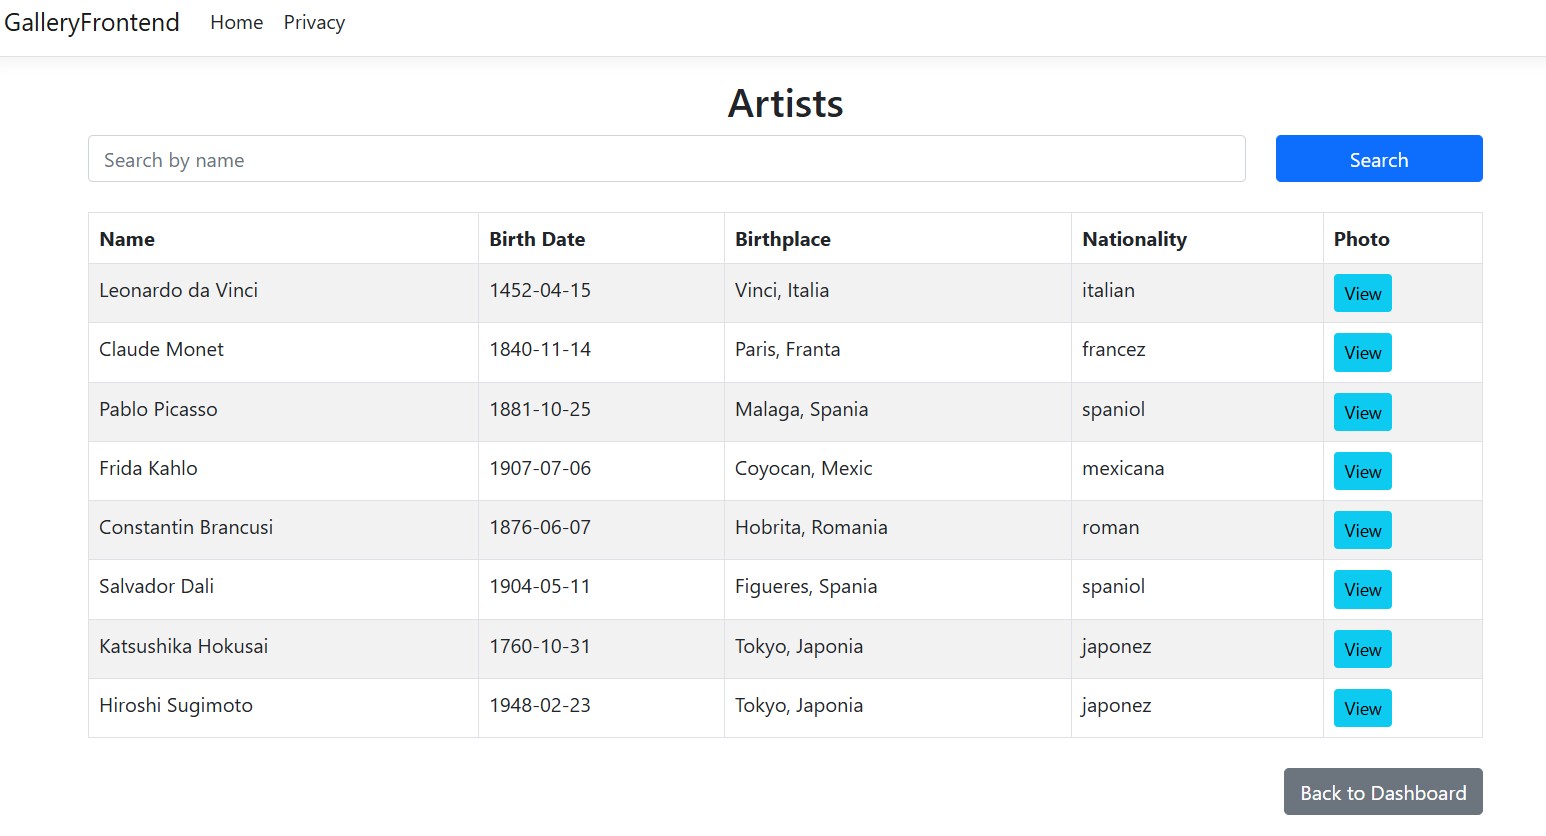 GalleryFrontend Home Privacy
Artists
Search by name Search
Name Birth Date Birthplace Nationality Photo
Leonardo da Vinci 1452-04-15 Vinci, Italia italian View
Claude Monet 1840-11-14 Paris, Franta francez View
Pablo Picasso 1881-10-25 Malaga, Spania spaniol View
Frida Kahlo 1907-07-06 Coyocan, Mexic mexicana View
Constantin Brancusi 1876-06-07 Hobrita, Romania roman View
Salvador Dali 1904-05-11 Figueres, Spania spaniol View
Katsushika Hokusai 1760-10-31 Tokyo, Japonia japonez View
Hiroshi Sugimoto 1948-02-23 Tokyo, Japonia japonez View
Back to Dashboard